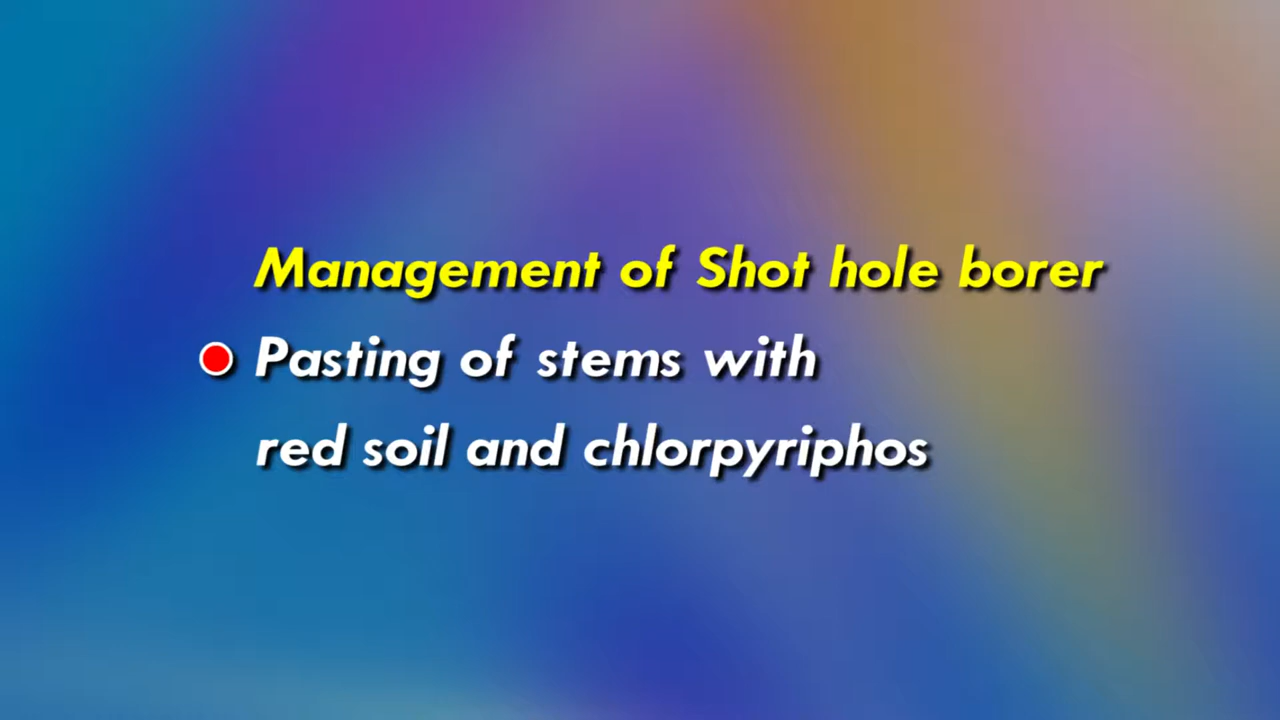 Management of Shot hole borer
Pasting of stems with
red soil and chlorpyriphos